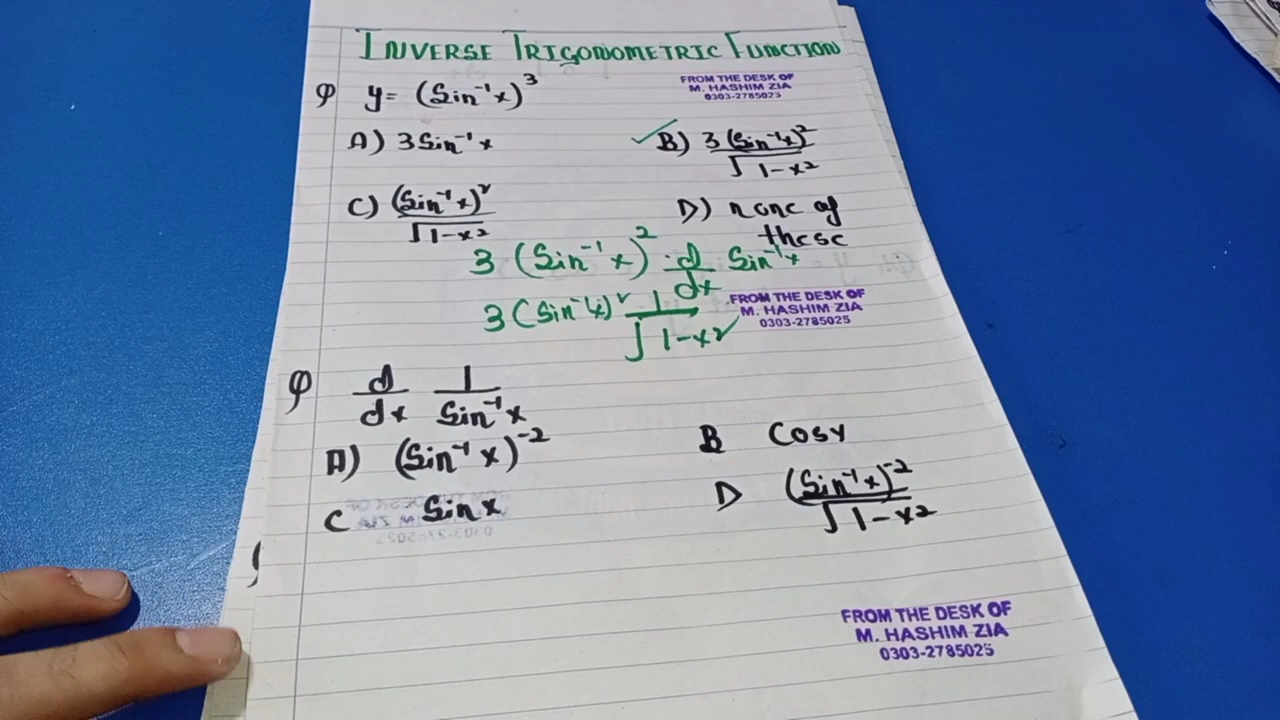 INVERSE TRIGONOMETRIC FUNCTION
Q y = (Sin⁻¹x)³
FROM THE DESK OF
M. HASHIM ZIA
0303-2785025
A) 3 Sin⁻¹x
B) 3 (Sin⁻¹x)² / √1-x²
C) (Sin⁻¹x)² / √1-x²
D) none of
these
3 (Sin⁻¹x)² · d/dx Sin⁻¹x
3 (Sin⁻¹x)² 1/√1-x²
FROM THE DESK OF
M. HASHIM ZIA
0303-2785025
Q d/dx 1/Sin⁻¹x
A) (Sin⁻¹x)⁻²
B Cosx
C Sinx
D (Sin⁻¹x)⁻² / √1-x²
FROM THE DESK OF
M. HASHIM ZIA
0303-2785025